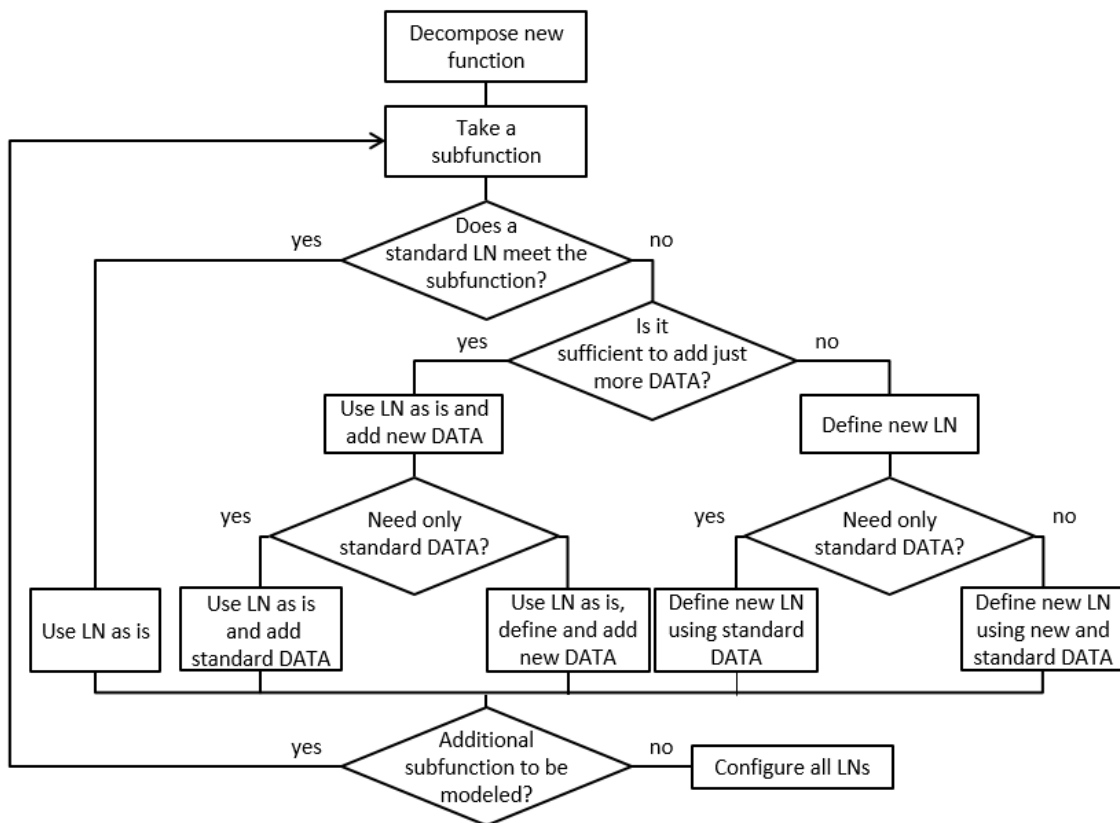 Decompose new
function
Take a
subfunction
Does a
standard LN meet the
subfunction?
yes
no
Is it
sufficient to add just
more DATA?
yes
no
Use LN as is and
add new DATA
Define new LN
yes
Need only
standard DATA?
yes
Need only
standard DATA?
no
Use LN as is
Use LN as is
and add
standard DATA
Use LN as is,
define and add
new DATA
Define new LN
using standard
DATA
Define new LN
using new and
standard DATA
yes
Additional
subfunction to be
modeled?
no
Configure all LNs